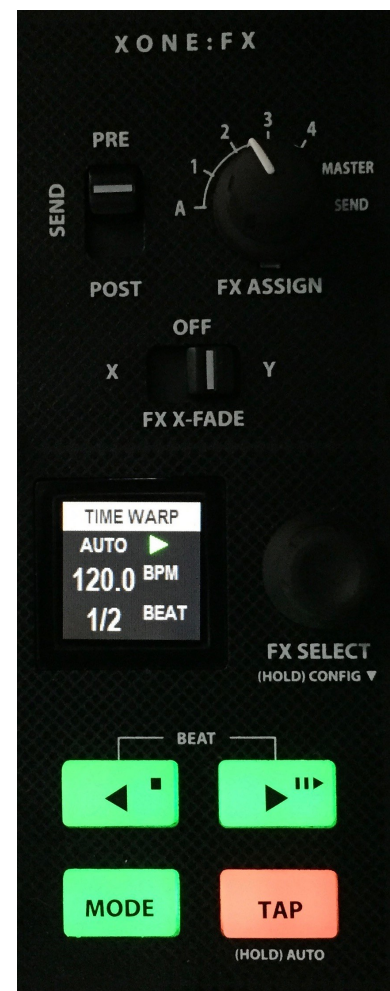 XONE:FX
PRE
SEND
POST
A 1 2 3 4
MASTER
SEND
FX ASSIGN
OFF
X Y
FX X-FADE
TIME WARP
AUTO
120.0 BPM
1/2 BEAT
FX SELECT
(HOLD) CONFIG ▼
BEAT
MODE
TAP
(HOLD) AUTO